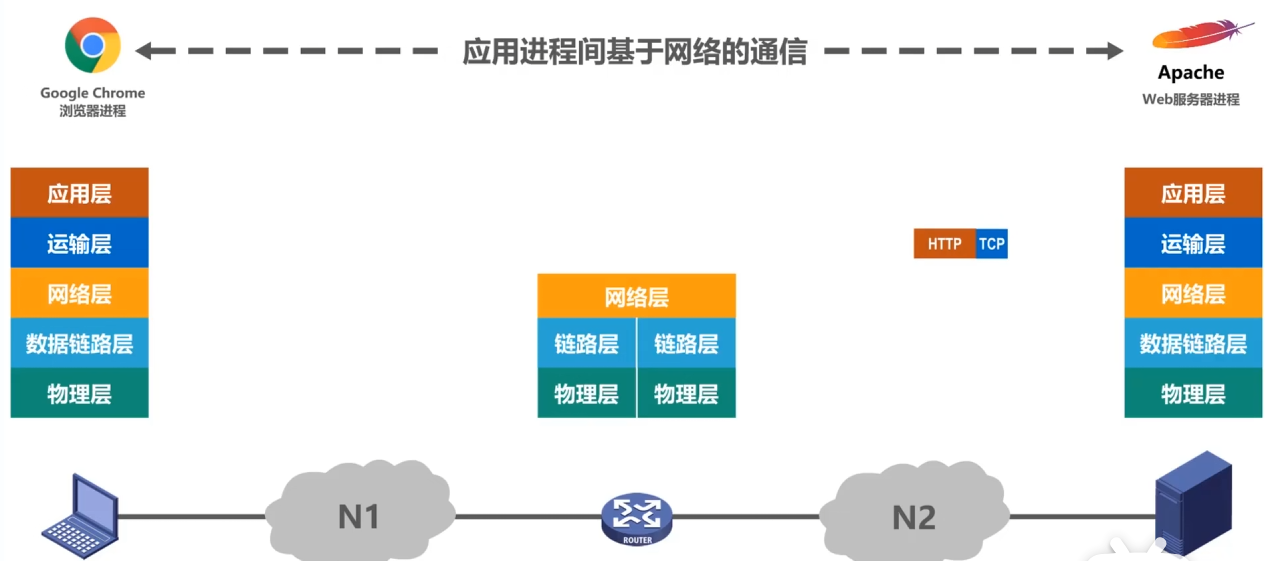 应用进程间基于网络的通信
Google Chrome
浏览器进程
Apache
Web服务器进程
应用层
运输层
网络层
数据链路层
物理层
网络层
链路层 链路层
物理层 物理层
HTTP TCP
应用层
运输层
网络层
数据链路层
物理层
N1
ROUTER
N2